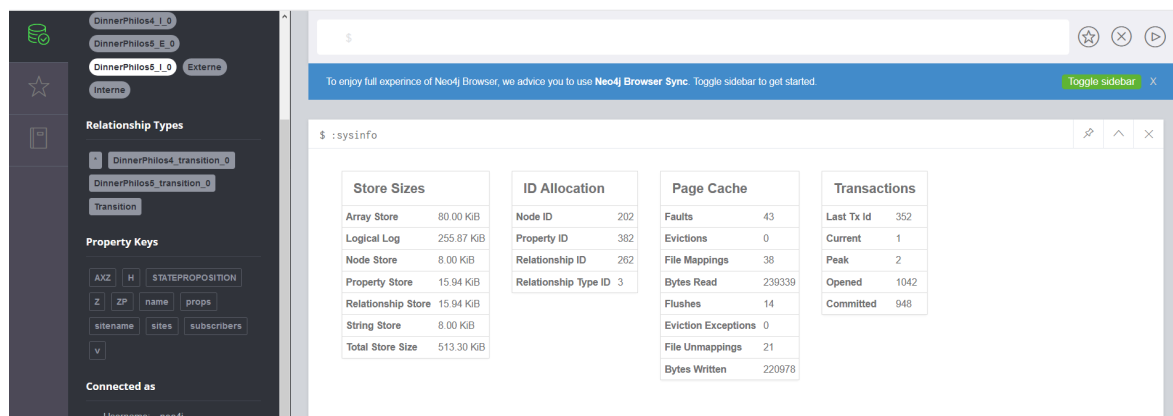 DinnerPhilos4_I_0
DinnerPhilos5_E_0
DinnerPhilos5_I_0 Externe
Interne
Relationship Types
* DinnerPhilos4_transition_0
DinnerPhilos5_transition_0
Transition
Property Keys
AXZ H STATEPROPOSITION
Z ZP name props
sitename sites subscribers
v
Connected as
$
To enjoy full experince of Neo4j Browser, we advice you to use Neo4j Browser Sync. Toggle sidebar to get started. Toggle sidebar X
$ :sysinfo
Store Sizes
Array Store 80.00 KiB
Logical Log 255.87 KiB
Node Store 8.00 KiB
Property Store 15.94 KiB
Relationship Store 15.94 KiB
String Store 8.00 KiB
Total Store Size 513.30 KiB
ID Allocation
Node ID 202
Property ID 382
Relationship ID 262
Relationship Type ID 3
Page Cache
Faults 43
Evictions 0
File Mappings 38
Bytes Read 239339
Flushes 14
Eviction Exceptions 0
File Unmappings 21
Bytes Written 220978
Transactions
Last Tx Id 352
Current 1
Peak 2
Opened 1042
Committed 948